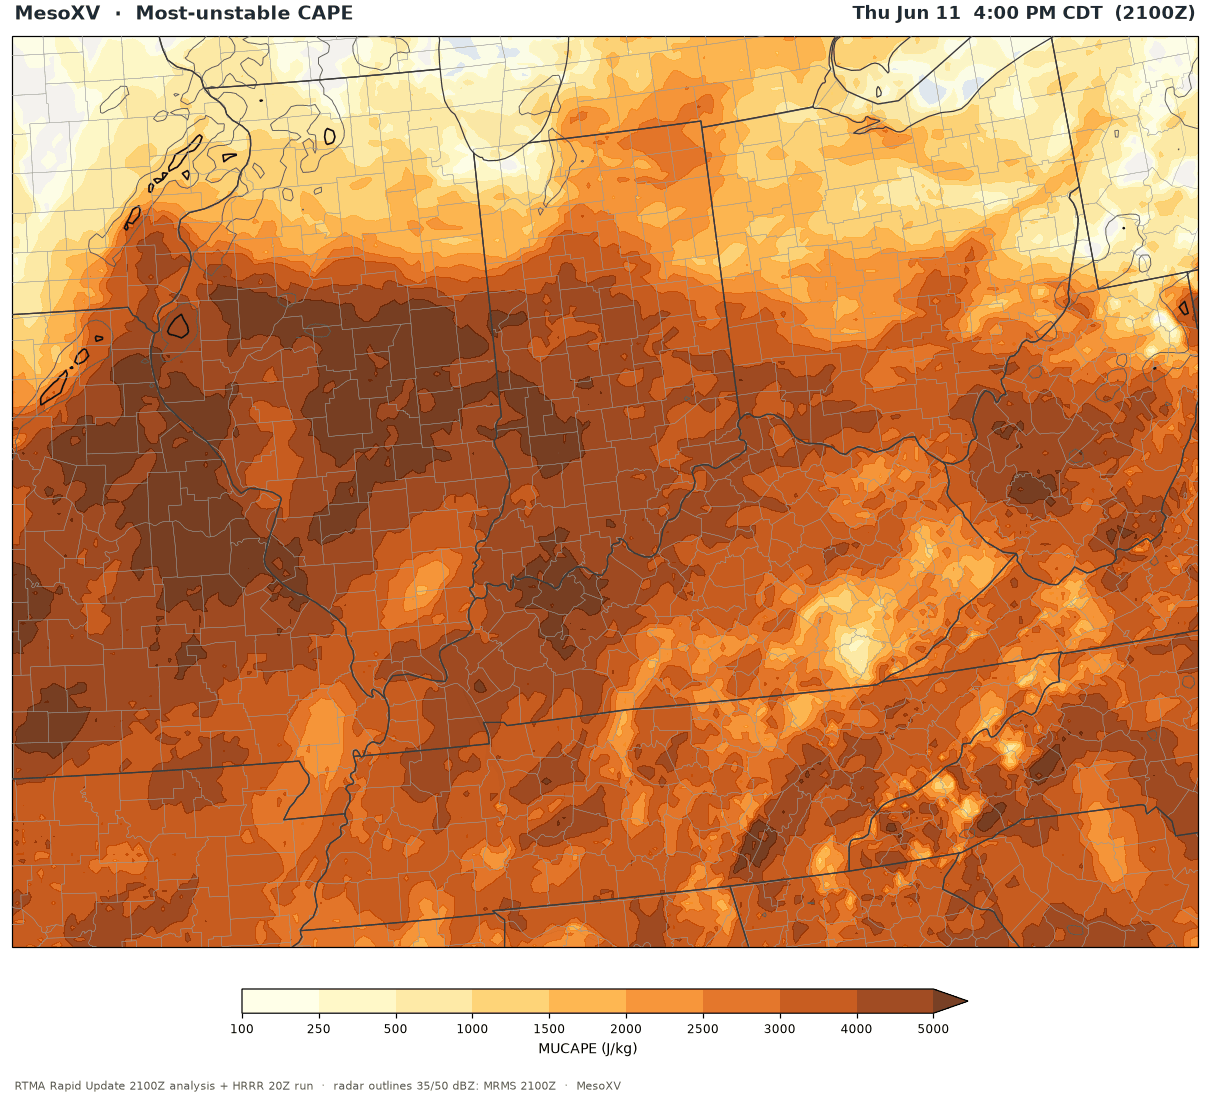 MesoXV · Most-unstable CAPE
Thu Jun 11 4:00 PM CDT (2100Z)
100 250 500 1000 1500 2000 2500 3000 4000 5000
MUCAPE (J/kg)
RTMA Rapid Update 2100Z analysis + HRRR 20Z run · radar outlines 35/50 dBZ: MRMS 2100Z · MesoXV